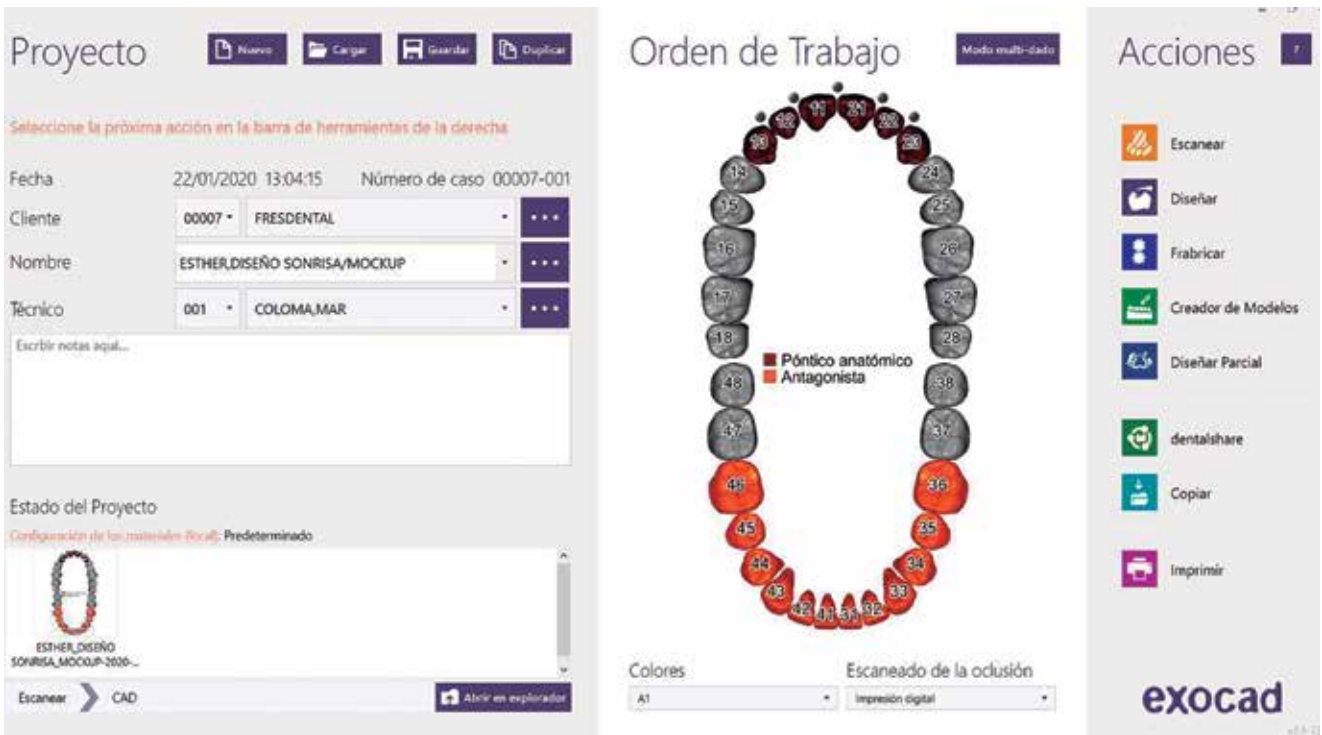 Proyecto
Nuevo
Cargar
Guardar
Duplicar
Seleccione la próxima acción en la barra de herramientas de la derecha
Fecha 22/01/2020 13:04:15 Número de caso 00007-001
Cliente 00007 FRESDENTAL
Nombre ESTHER,DISEÑO SONRISA/MOCKUP
Técnico 001 COLOMA,MAR
Escrbir notas aquí...
Estado del Proyecto
Configuración de los materiales (local): Predeterminado
ESTHER_DISEÑO
SONRISA_MOCKUP-2020-...
Escanear CAD
Abrir en explorador
Orden de Trabajo
Modo multi-dado
11 21
12 22
13 23
14 24
15 25
16 26
17 27
18 28
Póntico anatómico
Antagonista
48 38
47 37
46 36
45 35
44 34
43 33
42 41 31 32
Colores Escaneado de la oclusión
A1 Impresión digital
Acciones
Escanear
Diseñar
Frabricar
Creador de Modelos
Diseñar Parcial
dentalshare
Copiar
Imprimir
exocad